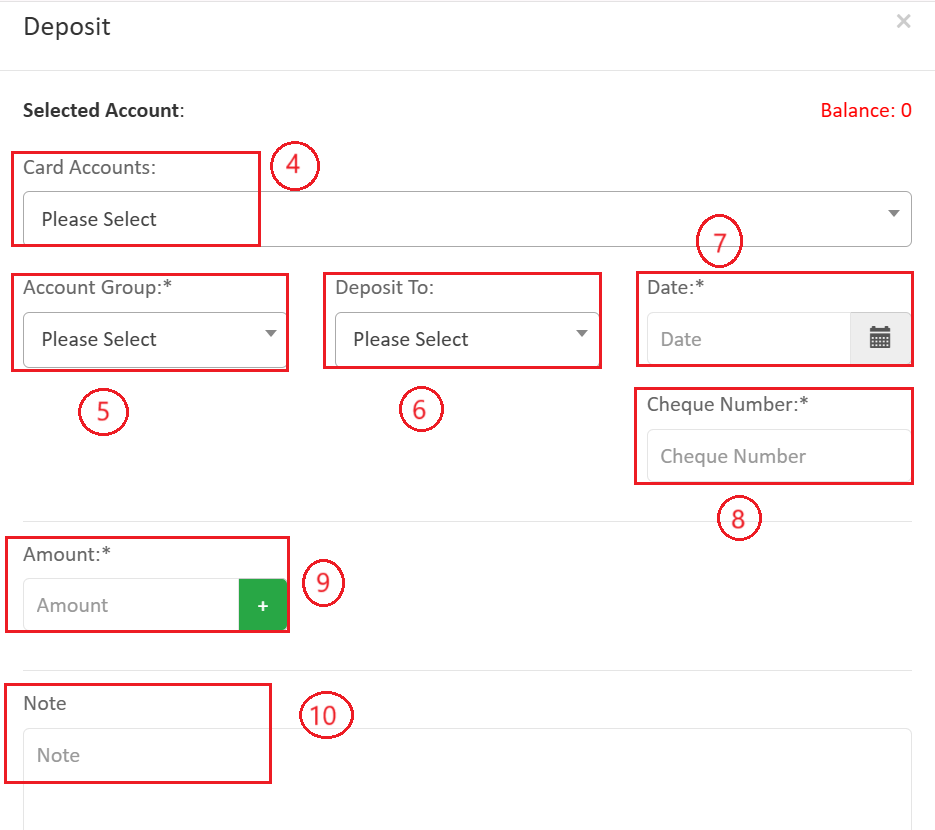 Deposit ×
Selected Account: Balance: 0
Card Accounts: 4
Please Select
7
Account Group:* Deposit To: Date:*
Please Select Please Select Date
5 6
Cheque Number:*
Cheque Number
8
Amount:*
Amount + 9
Note
10
Note